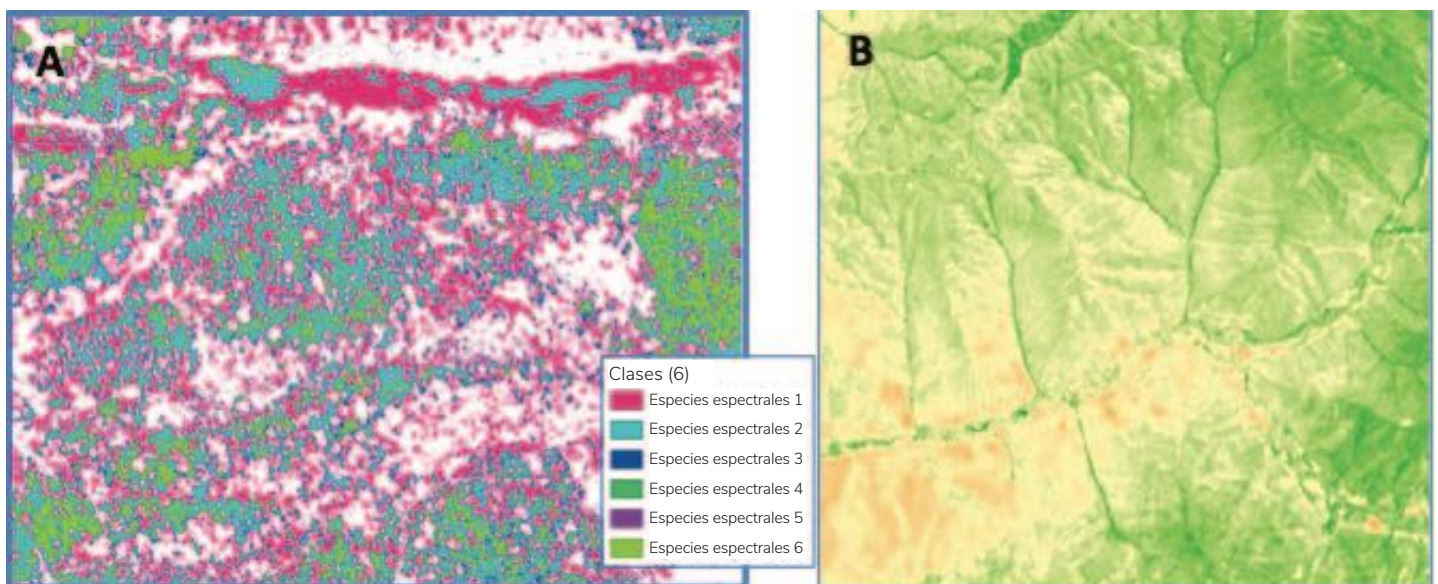 A
B
Clases (6)
Especies espectrales 1
Especies espectrales 2
Especies espectrales 3
Especies espectrales 4
Especies espectrales 5
Especies espectrales 6